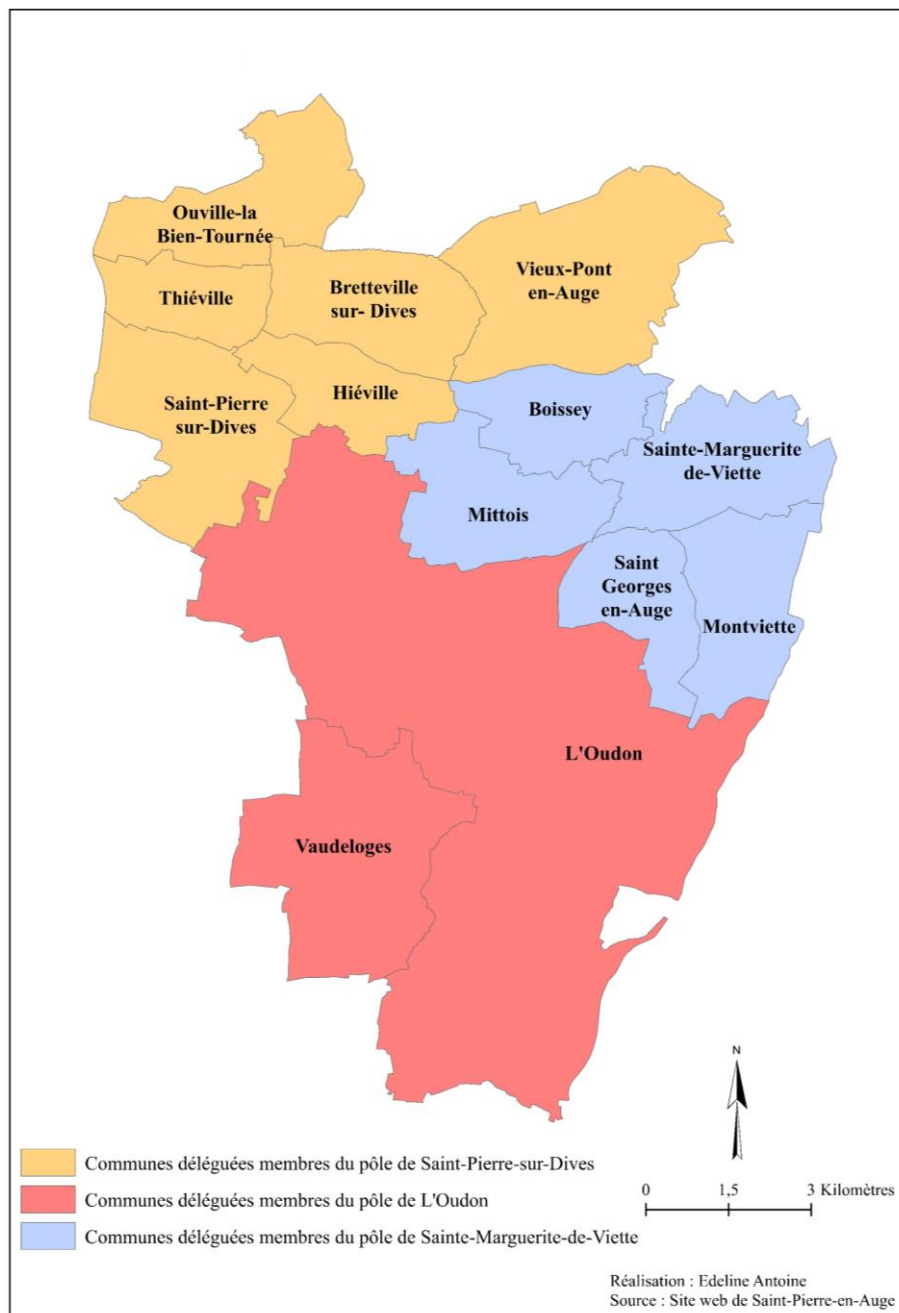 Ouville-la
Bien-Tournée
Vieux-Pont
en-Auge
Thiéville
Bretteville
sur- Dives
Hiéville
Saint-Pierre
sur-Dives
Boissey
Sainte-Marguerite
de-Viette
Mittois
Saint
Georges
en-Auge
Montviette
L'Oudon
Vaudeloges
N
Communes déléguées membres du pôle de Saint-Pierre-sur-Dives
Communes déléguées membres du pôle de L'Oudon
Communes déléguées membres du pôle de Sainte-Marguerite-de-Viette
0 1,5 3 Kilomètres
Réalisation : Edeline Antoine
Source : Site web de Saint-Pierre-en-Auge